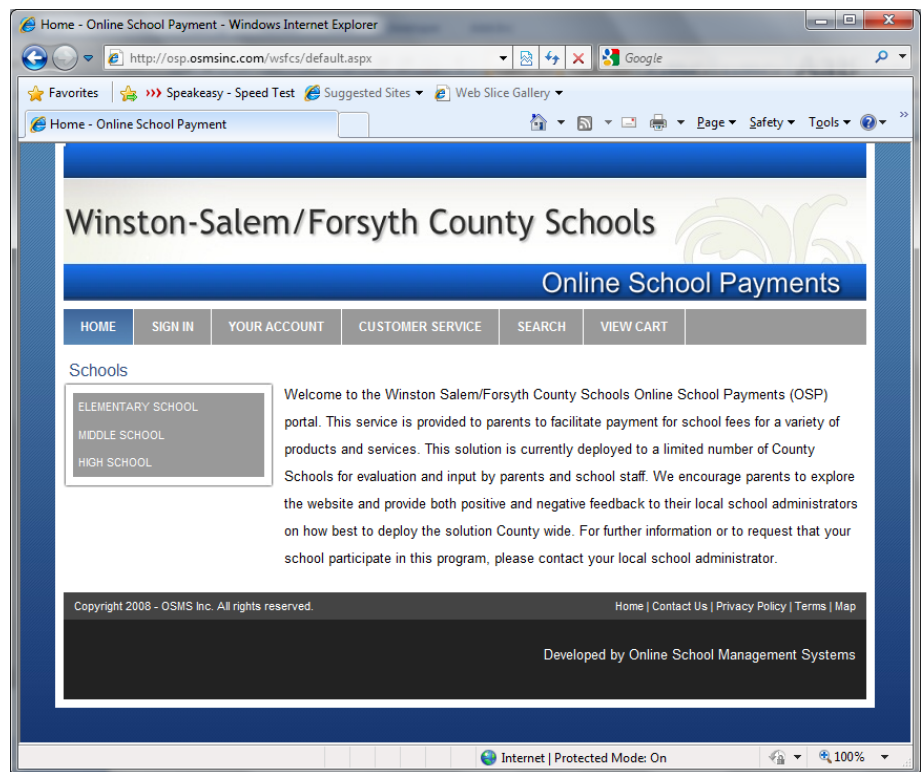 Home - Online School Payment - Windows Internet Explorer
http://osp.osmsinc.com/wsfcs/default.aspx
Google
Favorites
Speakeasy - Speed Test
Suggested Sites
Web Slice Gallery
Home - Online School Payment
Page
Safety
Tools
Winston-Salem/Forsyth County Schools
Online School Payments
HOME SIGN IN YOUR ACCOUNT CUSTOMER SERVICE SEARCH VIEW CART
Schools
ELEMENTARY SCHOOL
MIDDLE SCHOOL
HIGH SCHOOL
Welcome to the Winston Salem/Forsyth County Schools Online School Payments (OSP)
portal. This service is provided to parents to facilitate payment for school fees for a variety of
products and services. This solution is currently deployed to a limited number of County
Schools for evaluation and input by parents and school staff. We encourage parents to explore
the website and provide both positive and negative feedback to their local school administrators
on how best to deploy the solution County wide. For further information or to request that your
school participate in this program, please contact your local school administrator.
Copyright 2008 - OSMS Inc. All rights reserved.
Home | Contact Us | Privacy Policy | Terms | Map
Developed by Online School Management Systems
Internet | Protected Mode: On
100%